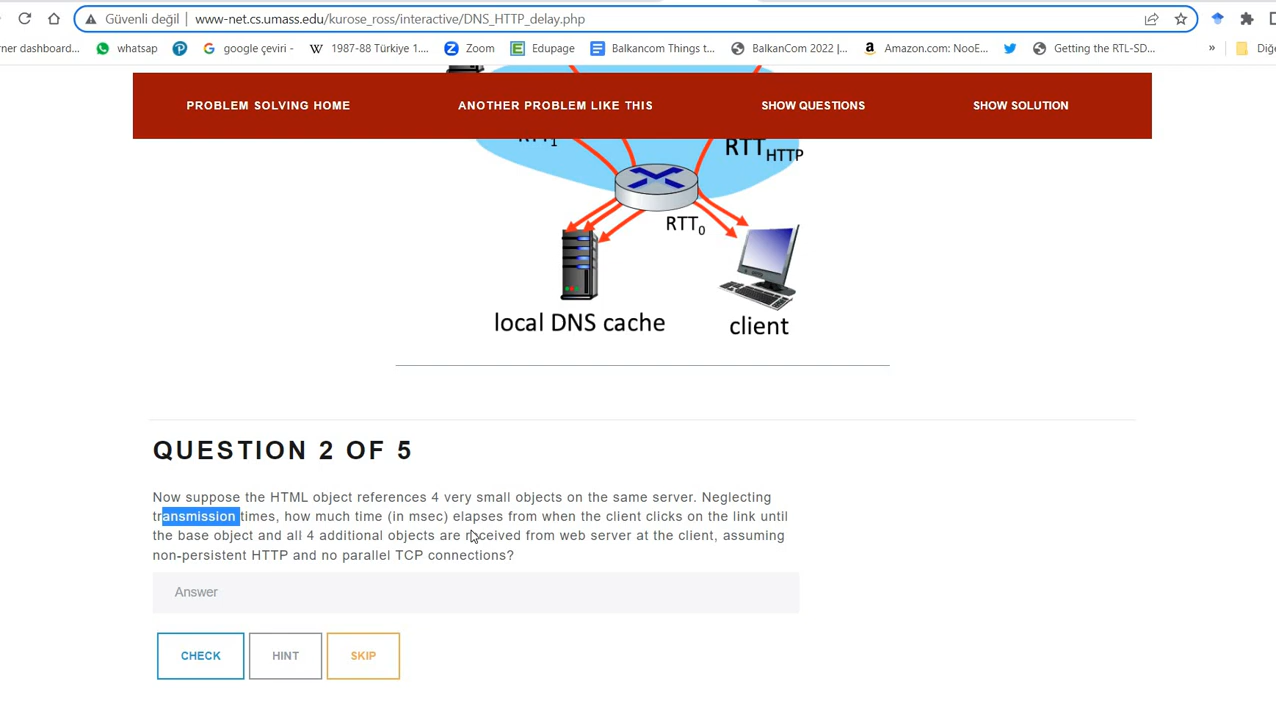 Güvenli değil
www-net.cs.umass.edu/kurose_ross/interactive/DNS_HTTP_delay.php
rner dashboard... whatsap google çeviri - 1987-88 Türkiye 1.... Zoom Edupage Balkancom Things t... BalkanCom 2022 |... Amazon.com: NooE... Getting the RTL-SD... » Diğe
PROBLEM SOLVING HOME ANOTHER PROBLEM LIKE THIS SHOW QUESTIONS SHOW SOLUTION
RTT1 RTTHTTP
RTT0
local DNS cache client
QUESTION 2 OF 5
Now suppose the HTML object references 4 very small objects on the same server. Neglecting
transmission times, how much time (in msec) elapses from when the client clicks on the link until
the base object and all 4 additional objects are received from web server at the client, assuming
non-persistent HTTP and no parallel TCP connections?
Answer
CHECK HINT SKIP